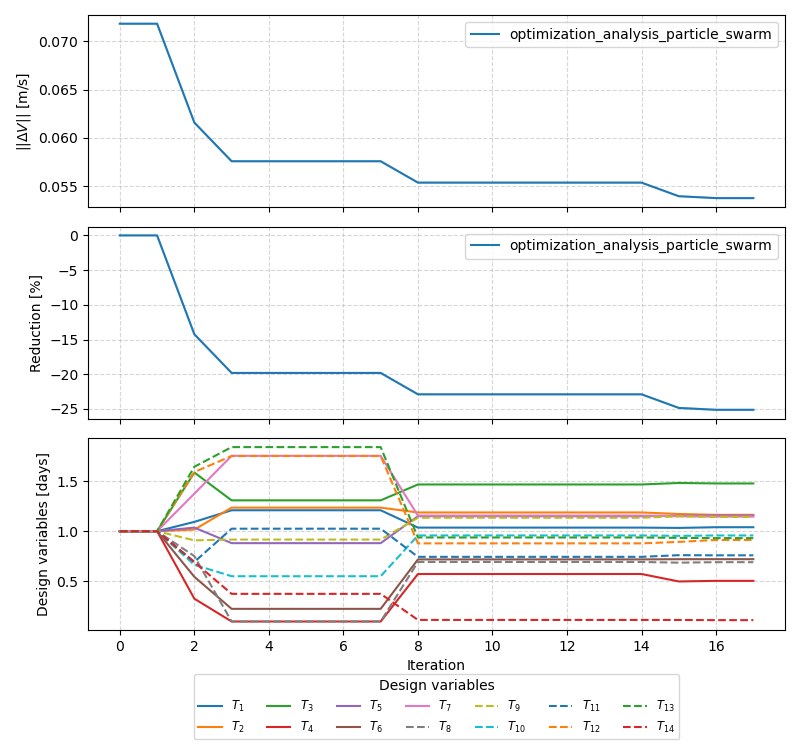 optimization_analysis_particle_swarm
||ΔV|| [m/s]
0.070
0.065
0.060
0.055
optimization_analysis_particle_swarm
Reduction [%]
0
−5
−10
−15
−20
−25
Design variables [days]
1.5
1.0
0.5
0 2 4 6 8 10 12 14 16
Iteration
Design variables
T₁ T₃ T₅ T₇ T₉ T₁₁ T₁₃
T₂ T₄ T₆ T₈ T₁₀ T₁₂ T₁₄